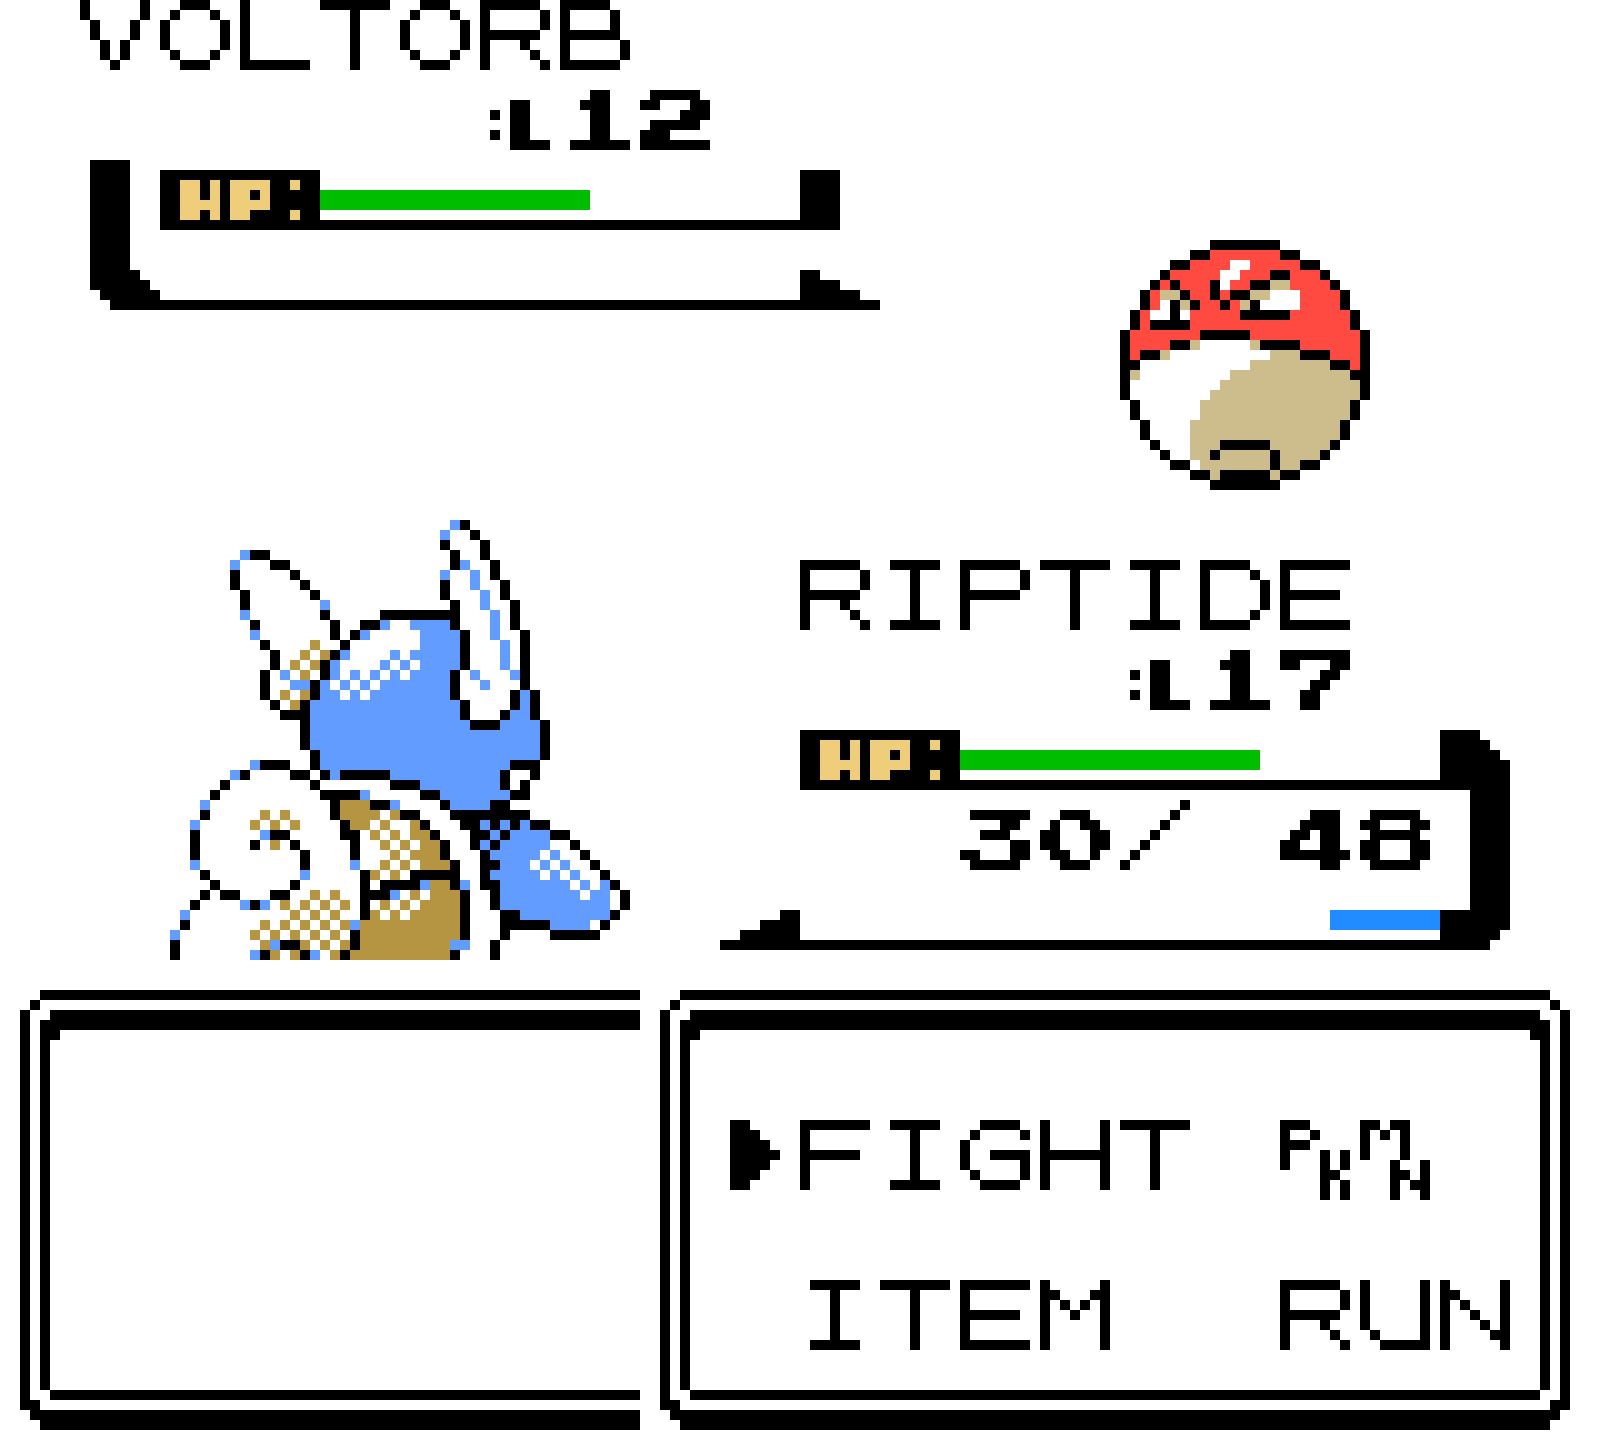 VOLTORB
:L12
HP:
RIPTIDE
:L17
HP:
30/ 48
FIGHT PKMN
ITEM RUN